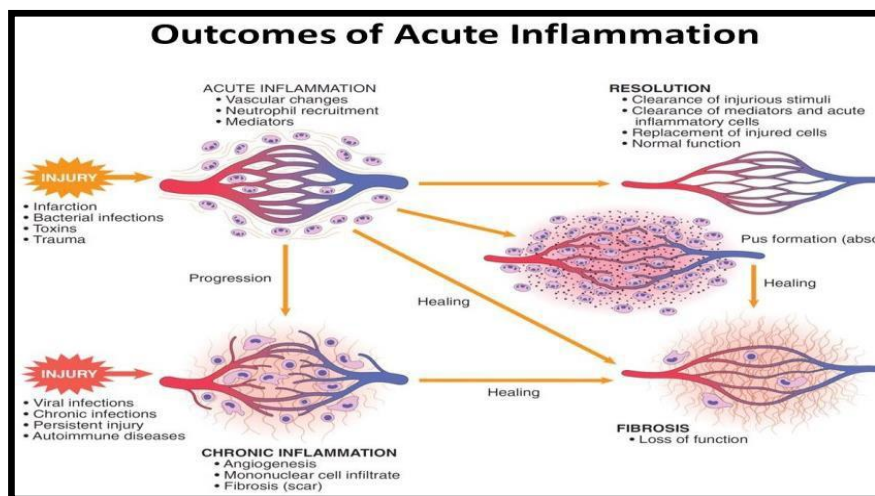 Outcomes of Acute Inflammation
ACUTE INFLAMMATION
• Vascular changes
• Neutrophil recruitment
• Mediators
RESOLUTION
• Clearance of injurious stimuli
• Clearance of mediators and acute
inflammatory cells
• Replacement of injured cells
• Normal function
INJURY
• Infarction
• Bacterial infections
• Toxins
• Trauma
Pus formation (absc
Progression
Healing
Healing
INJURY
• Viral infections
• Chronic infections
• Persistent injury
• Autoimmune diseases
Healing
CHRONIC INFLAMMATION
• Angiogenesis
• Mononuclear cell infiltrate
• Fibrosis (scar)
FIBROSIS
• Loss of function